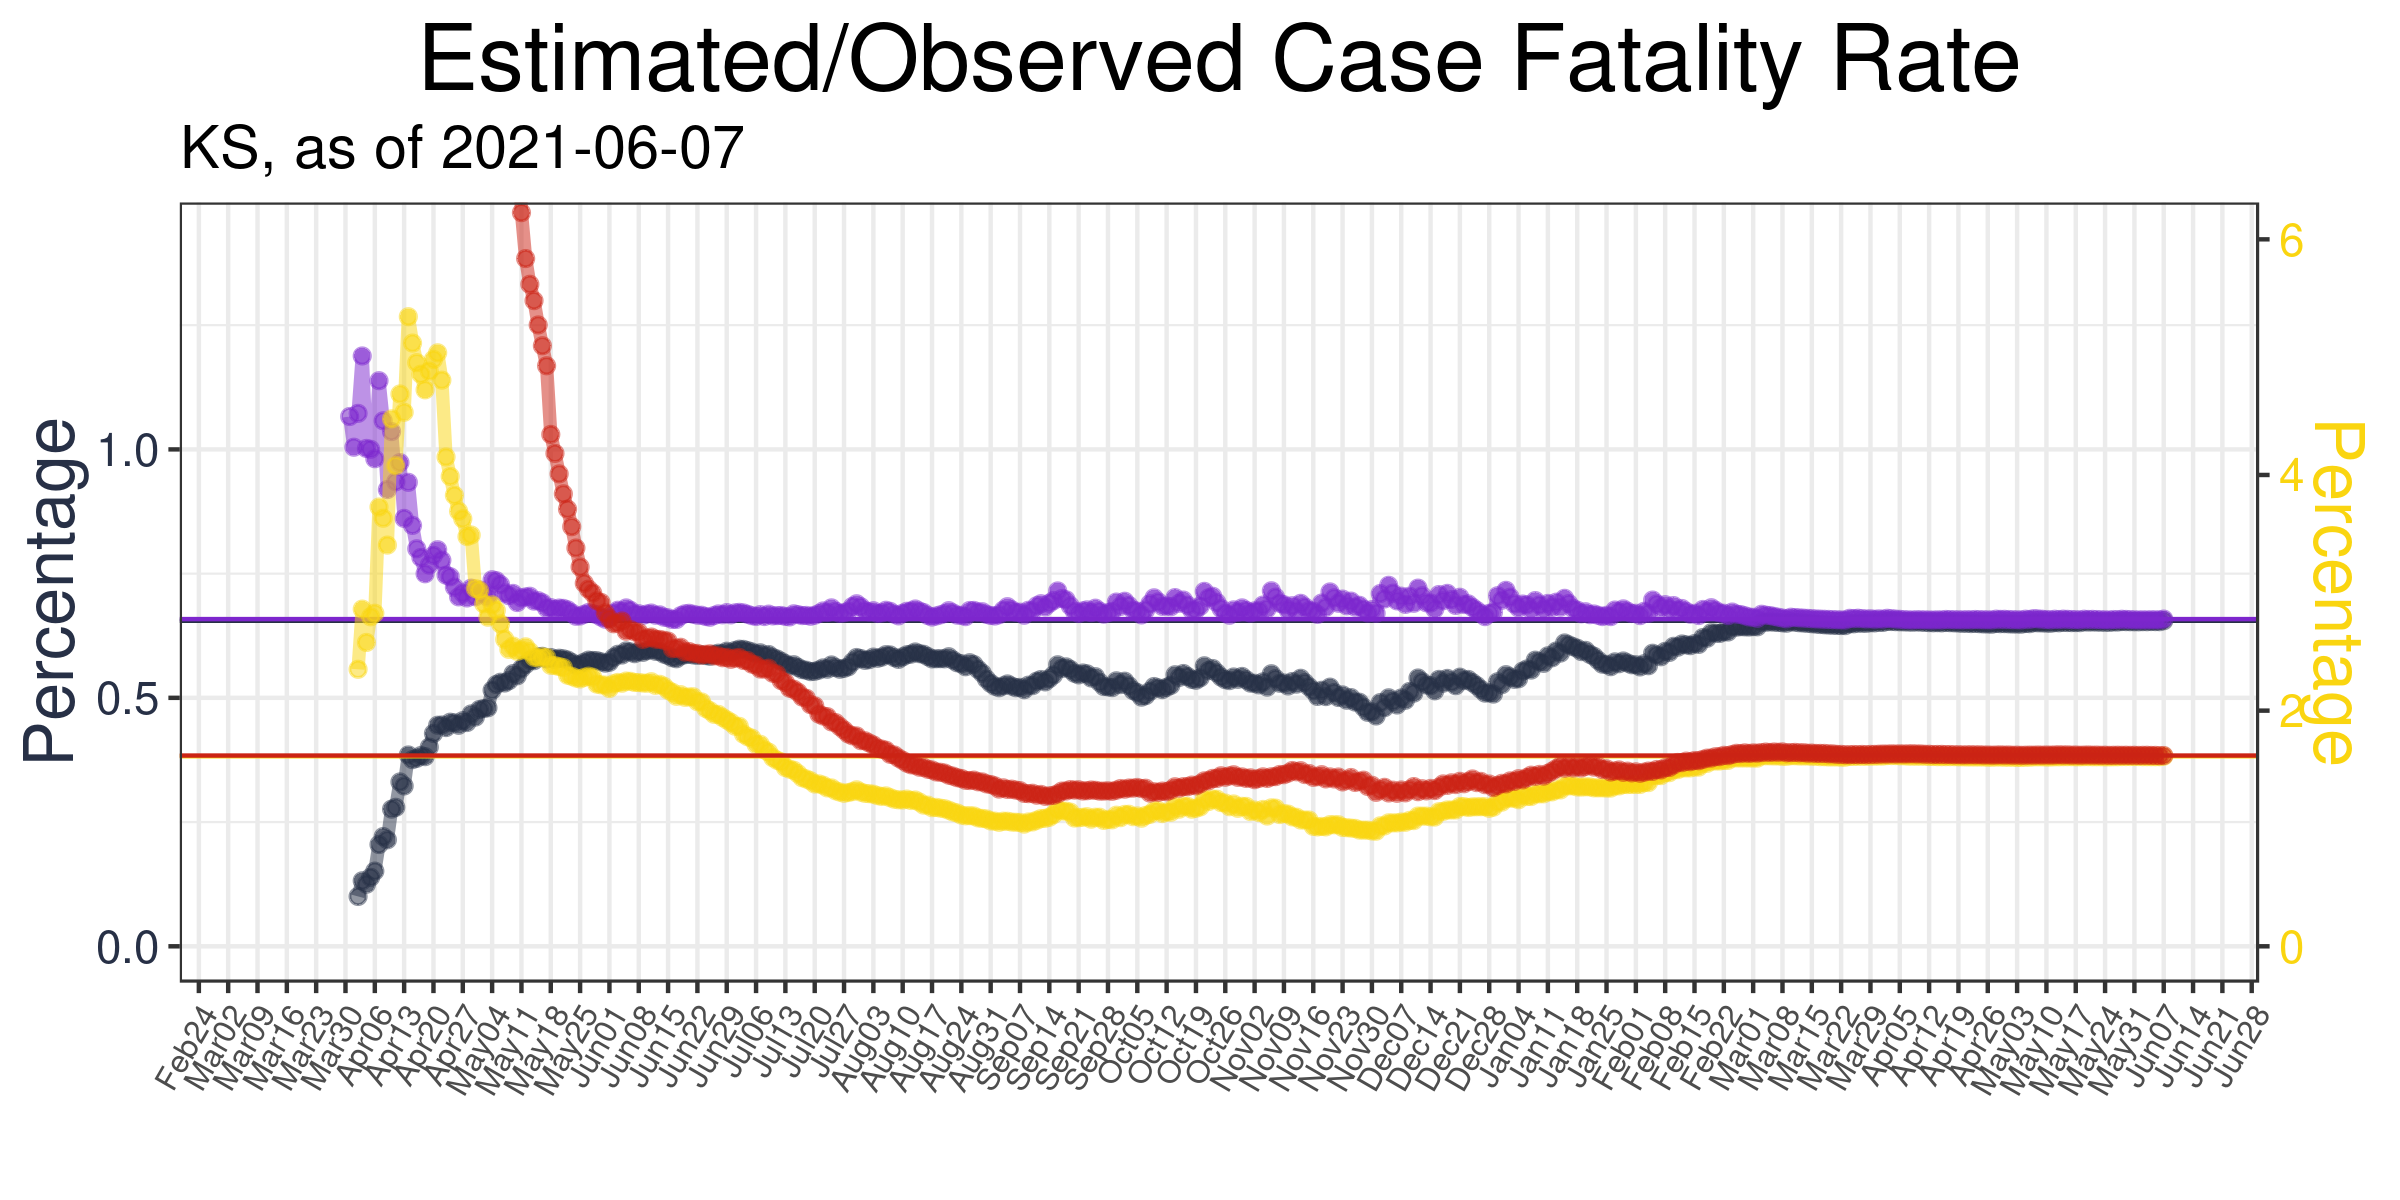 Estimated/Observed Case Fatality Rate
KS, as of 2021-06-07
Percentage
1.0
0.5
0.0
6
4
2
0
Percentage
Feb24
Mar02
Mar09
Mar16
Mar23
Mar30
Apr06
Apr13
Apr20
Apr27
May04
May11
May18
May25
Jun01
Jun08
Jun15
Jun22
Jun29
Jul06
Jul13
Jul20
Jul27
Aug03
Aug10
Aug17
Aug24
Aug31
Sep07
Sep14
Sep21
Sep28
Oct05
Oct12
Oct19
Oct26
Nov02
Nov09
Nov16
Nov23
Nov30
Dec07
Dec14
Dec21
Dec28
Jan04
Jan11
Jan18
Jan25
Feb01
Feb08
Feb15
Feb22
Mar01
Mar08
Mar15
Mar22
Mar29
Apr05
Apr12
Apr19
Apr26
May03
May10
May17
May24
May31
Jun07
Jun14
Jun21
Jun28